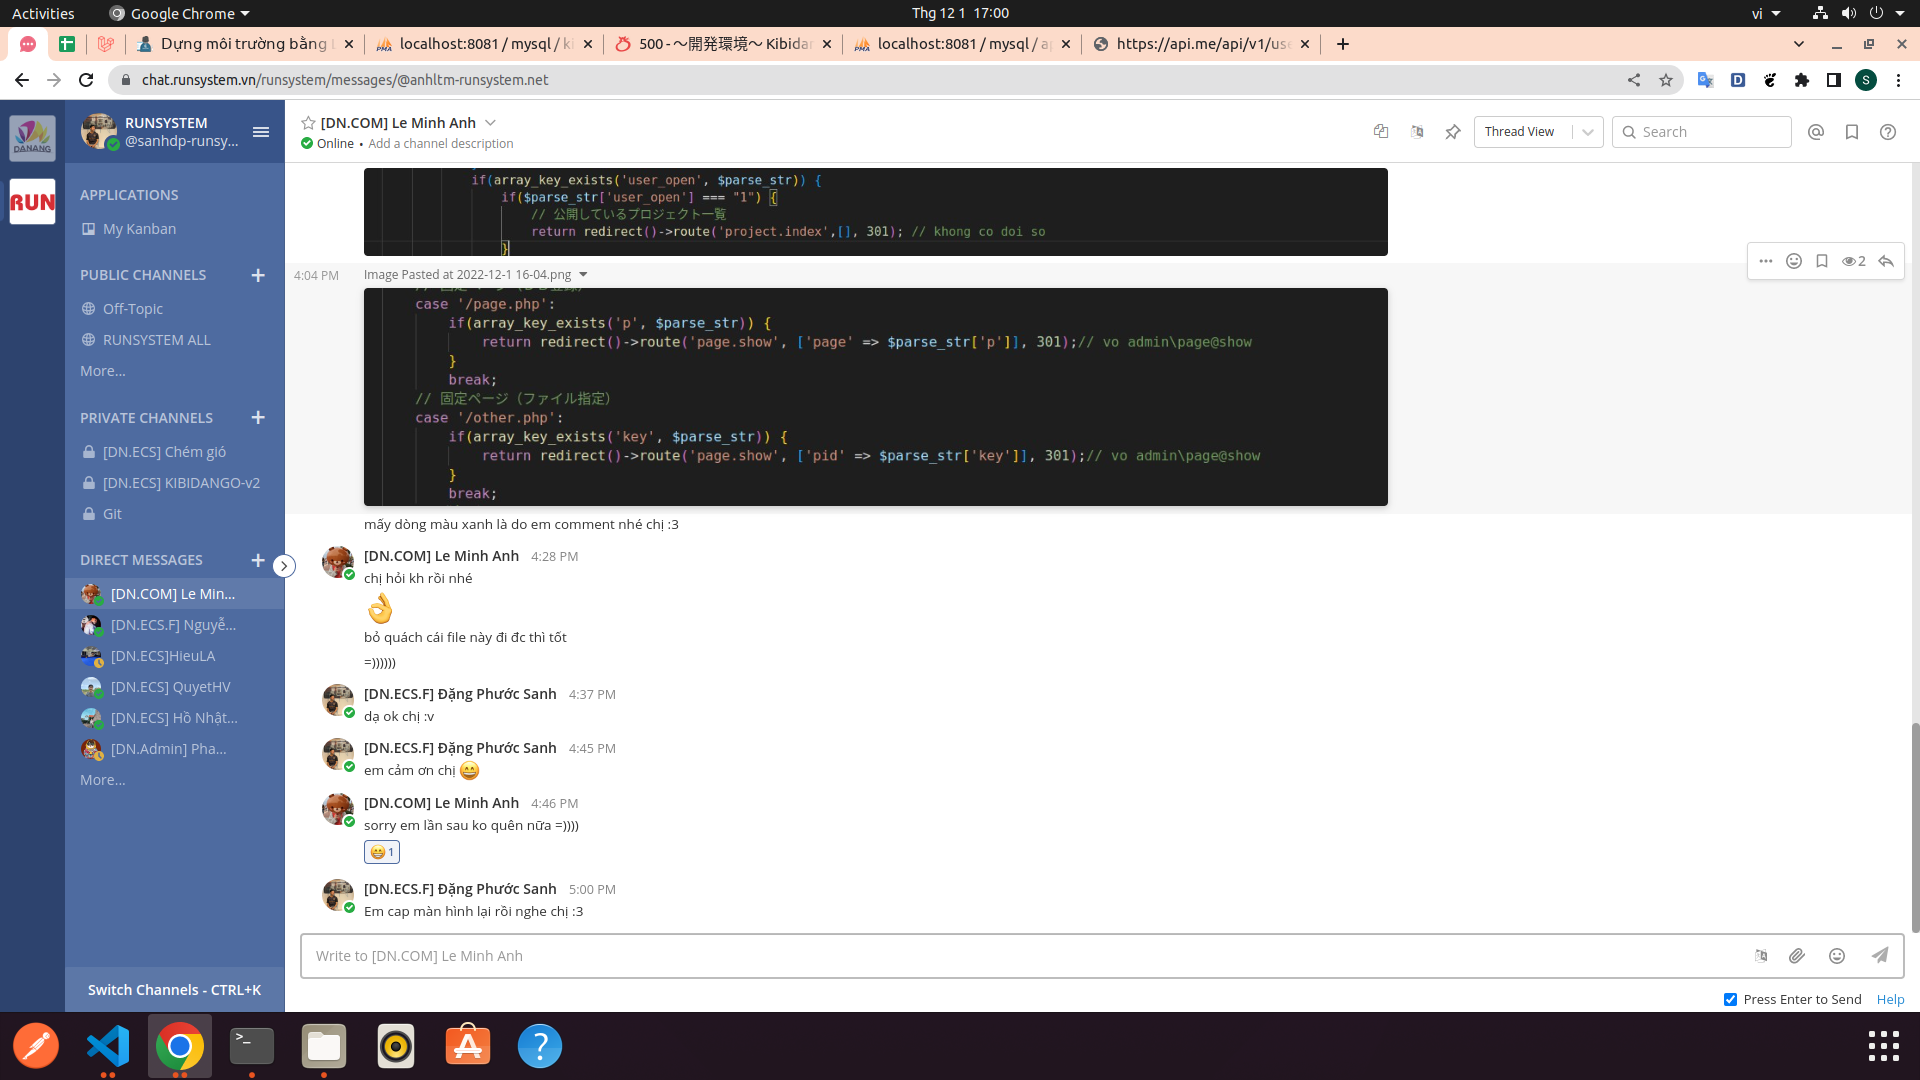 Activities
Google Chrome
Thg 12 1 17:00
vi
Dựng môi trường bằng
localhost:8081 / mysql / ki
500 - ～開発環境～ Kibidan
localhost:8081 / mysql / ap
https://api.me/api/v1/use
chat.runsystem.vn/runsystem/messages/@anhltm-runsystem.net
S
DANANG
RUN
RUNSYSTEM
@sanhdp-runsy...
APPLICATIONS
My Kanban
PUBLIC CHANNELS
Off-Topic
RUNSYSTEM ALL
More...
PRIVATE CHANNELS
[DN.ECS] Chém gió
[DN.ECS] KIBIDANGO-v2
Git
DIRECT MESSAGES
[DN.COM] Le Min...
[DN.ECS.F] Nguyễ...
[DN.ECS]HieuLA
[DN.ECS] QuyetHV
[DN.ECS] Hồ Nhật...
[DN.Admin] Pha...
More...
Switch Channels - CTRL+K
[DN.COM] Le Minh Anh
Online • Add a channel description
Thread View
Search
if(array_key_exists('user_open', $parse_str)) {
if($parse_str['user_open'] === "1") {
// 公開しているプロジェクト一覧
return redirect()->route('project.index',[], 301); // khong co doi so
}
4:04 PM
Image Pasted at 2022-12-1 16-04.png
2
case '/page.php':
if(array_key_exists('p', $parse_str)) {
return redirect()->route('page.show', ['page' => $parse_str['p']], 301);// vo admin\page@show
}
break;
// 固定ページ（ファイル指定）
case '/other.php':
if(array_key_exists('key', $parse_str)) {
return redirect()->route('page.show', ['pid' => $parse_str['key']], 301);// vo admin\page@show
}
break;
mấy dòng màu xanh là do em comment nhé chị :3
[DN.COM] Le Minh Anh 4:28 PM
chị hỏi kh rồi nhé
bỏ quách cái file này đi đc thì tốt
=))))))
[DN.ECS.F] Đặng Phước Sanh 4:37 PM
dạ ok chị :v
[DN.ECS.F] Đặng Phước Sanh 4:45 PM
em cảm ơn chị
[DN.COM] Le Minh Anh 4:46 PM
sorry em lần sau ko quên nữa =))))
1
[DN.ECS.F] Đặng Phước Sanh 5:00 PM
Em cap màn hình lại rồi nghe chị :3
Write to [DN.COM] Le Minh Anh
Press Enter to Send Help